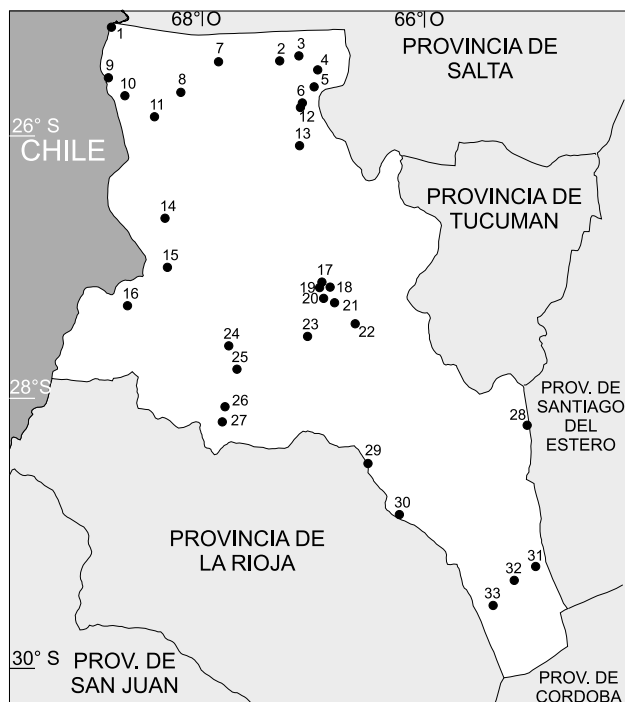 68°|O
66°|O
1
2
3
4
5
6
7
8
9
10
11
12
13
PROVINCIA DE
SALTA
26° S
CHILE
PROVINCIA DE
TUCUMAN
14
15
16
17
18
19
20
21
22
23
24
25
26
27
28°S
28
PROV. DE
SANTIAGO
DEL
ESTERO
29
30
PROVINCIA DE
LA RIOJA
31
32
33
30° S
PROV. DE
SAN JUAN
PROV. DE
CORDOBA